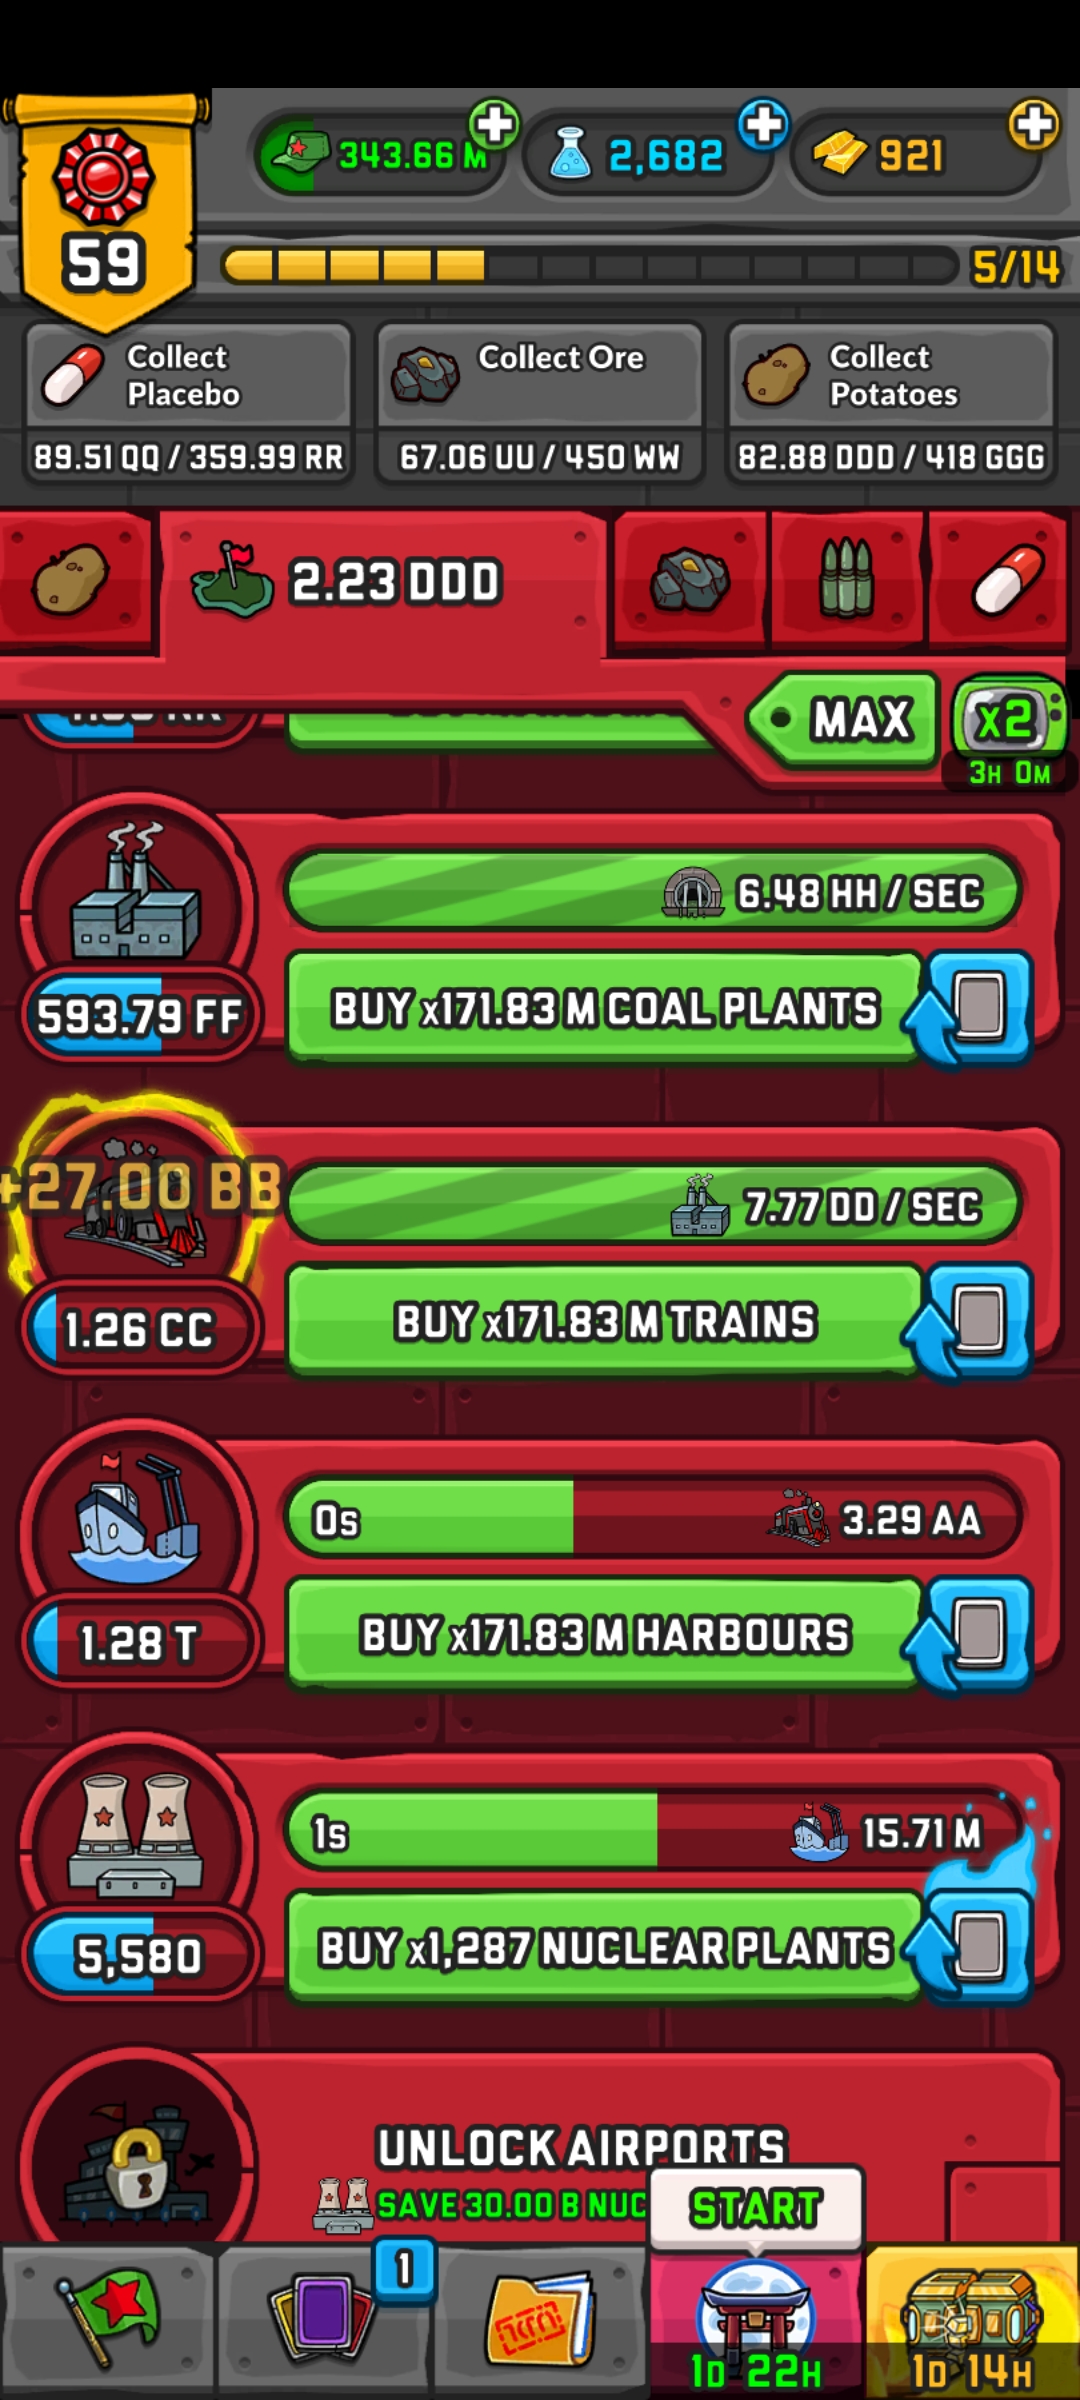 343.66 M
2,682
921
59
5/14
Collect
Placebo
89.51 QQ / 359.99 RR
Collect Ore
67.06 UU / 450 WW
Collect
Potatoes
82.88 DDD / 418 GGG
2.23 DDD
MAX
x2
3H 0M
6.48 HH / SEC
593.79 FF
BUY x171.83 M COAL PLANTS
+27.00 BB
7.77 DD / SEC
1.26 CC
BUY x171.83 M TRAINS
0s
3.29 AA
1.28 T
BUY x171.83 M HARBOURS
1s
15.71 M
5,580
BUY x1,287 NUCLEAR PLANTS
UNLOCK AIRPORTS
SAVE 30.00 B NUC
START
1
1D 22H
1D 14H